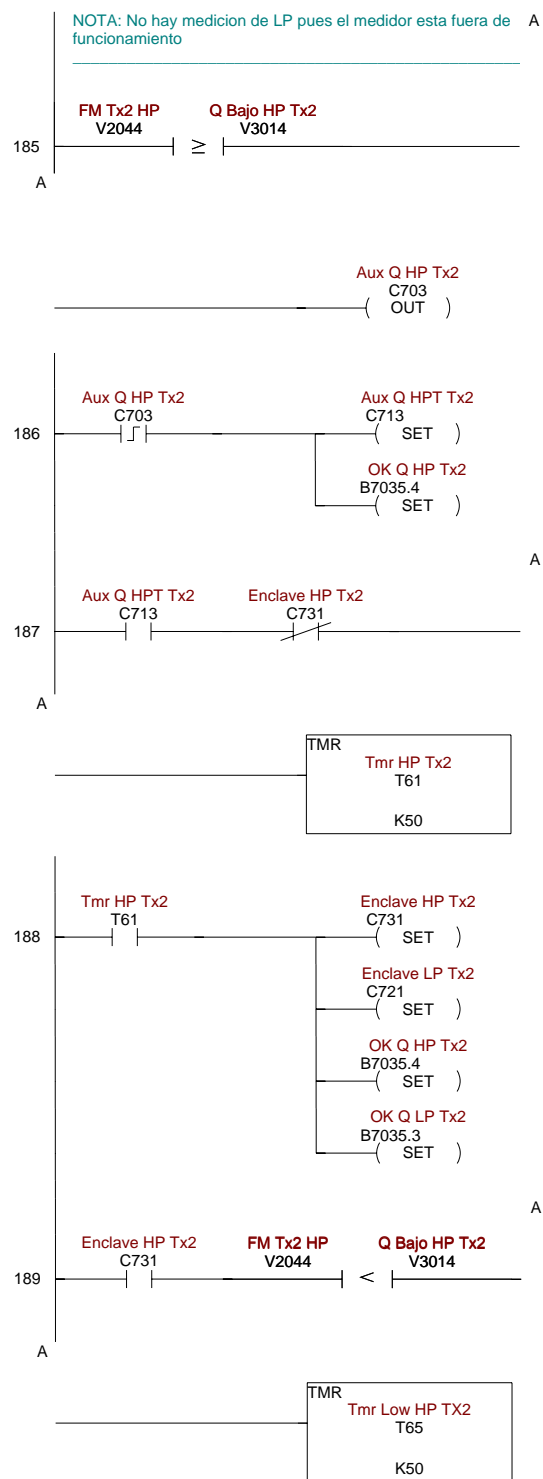 NOTA: No hay medicion de LP pues el medidor esta fuera de A
funcionamiento
FM Tx2 HP Q Bajo HP Tx2
V2044 V3014
185 ≥
A
Aux Q HP Tx2
C703
OUT
Aux Q HP Tx2 Aux Q HPT Tx2
C703 C713
186 SET
OK Q HP Tx2
B7035.4
SET
A
Aux Q HPT Tx2 Enclave HP Tx2
C713 C731
187
A
TMR
Tmr HP Tx2
T61
K50
Tmr HP Tx2 Enclave HP Tx2
T61 C731
188 SET
Enclave LP Tx2
C721
SET
OK Q HP Tx2
B7035.4
SET
OK Q LP Tx2
B7035.3
SET
A
Enclave HP Tx2 FM Tx2 HP Q Bajo HP Tx2
C731 V2044 V3014
189 <
A
TMR
Tmr Low HP TX2
T65
K50